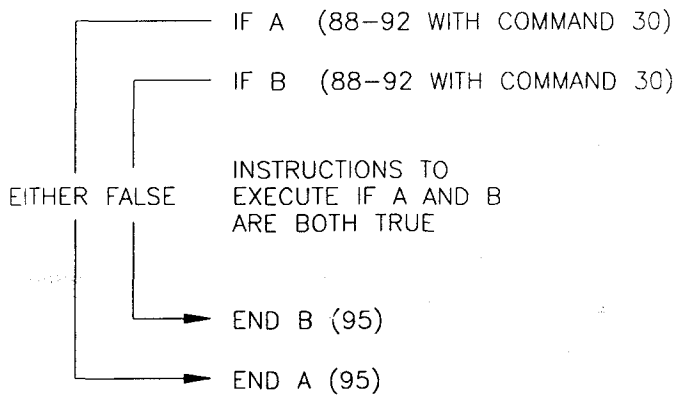 IF A (88-92 WITH COMMAND 30)
IF B (88-92 WITH COMMAND 30)
EITHER FALSE
INSTRUCTIONS TO
EXECUTE IF A AND B
ARE BOTH TRUE
END B (95)
END A (95)